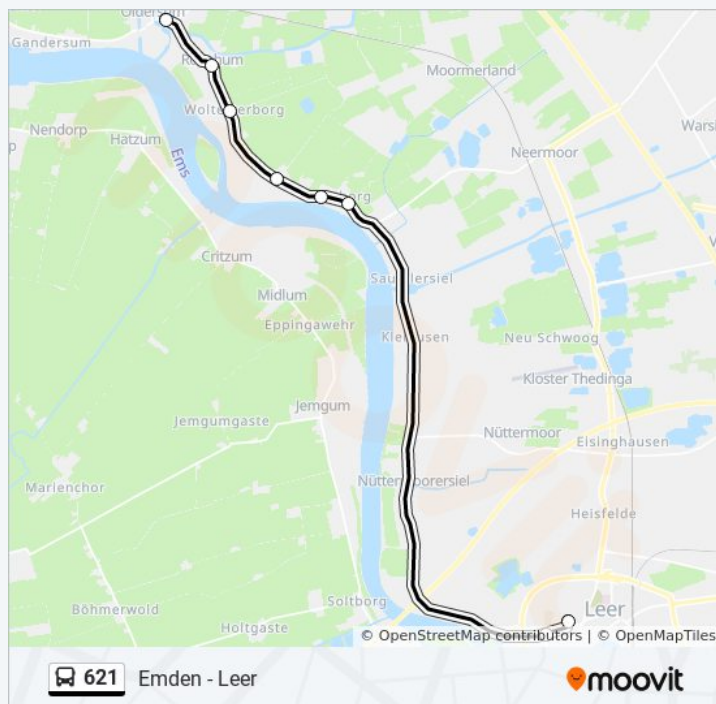 Oldersum
Gandersum
Moormerland
Nendorp
Hatzum
Ems
Neermoor
Critzum
Midlum
Eppingawehr
Neu Schwoog
Kloster Thedinga
Jemgum
Jemgumgaste
Nüttermoor
Eisinghausen
Marienchor
Heisfelde
Soltborg
Böhmerwold
Holtgaste
Leer
© OpenStreetMap contributors | © OpenMapTiles
621 Emden - Leer
moovit